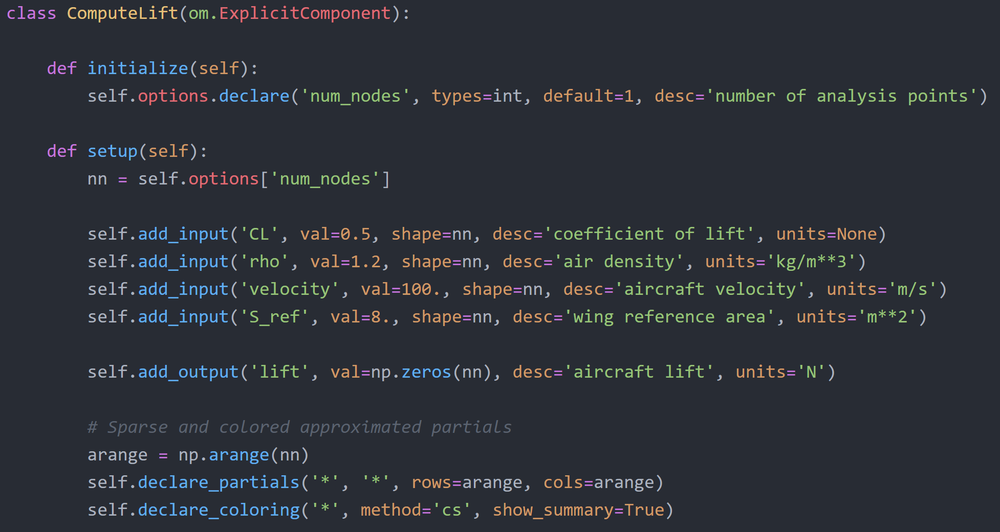 class ComputeLift(om.ExplicitComponent):
    def initialize(self):
        self.options.declare('num_nodes', types=int, default=1, desc='number of analysis points')
    def setup(self):
        nn = self.options['num_nodes']
        self.add_input('CL', val=0.5, shape=nn, desc='coefficient of lift', units=None)
        self.add_input('rho', val=1.2, shape=nn, desc='air density', units='kg/m**3')
        self.add_input('velocity', val=100., shape=nn, desc='aircraft velocity', units='m/s')
        self.add_input('S_ref', val=8., shape=nn, desc='wing reference area', units='m**2')
        self.add_output('lift', val=np.zeros(nn), desc='aircraft lift', units='N')
        # Sparse and colored approximated partials
        arange = np.arange(nn)
        self.declare_partials('*', '*', rows=arange, cols=arange)
        self.declare_coloring('*', method='cs', show_summary=True)